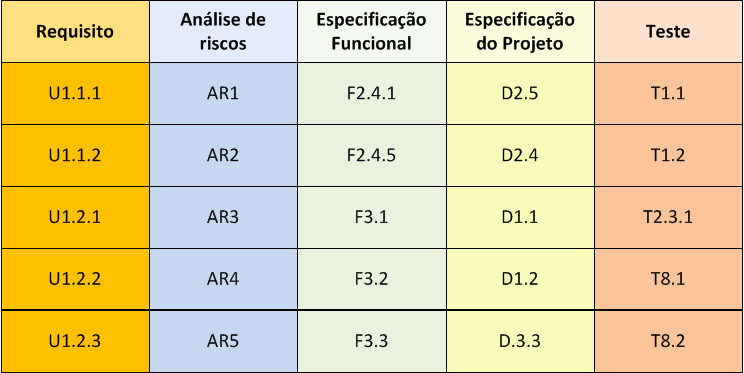 Requisito
Análise de
riscos
Especificação
Funcional
Especificação
do Projeto
Teste
U1.1.1
AR1
F2.4.1
D2.5
T1.1
U1.1.2
AR2
F2.4.5
D2.4
T1.2
U1.2.1
AR3
F3.1
D1.1
T2.3.1
U1.2.2
AR4
F3.2
D1.2
T8.1
U1.2.3
AR5
F3.3
D.3.3
T8.2